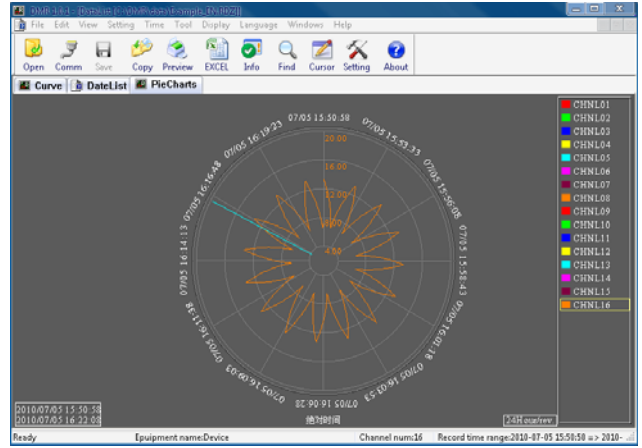 File Edit View Setting Time Tool Display Language Windows Help
Open Comm Save Copy Preview EXCEL Info Find Cursor Setting About
Curve DateList PieCharts
07/05 15:50:58
07/05 15:53:33
07/05 15:56:08
07/05 15:58:43
07/05 16:01:18
07/05 16:03:53
07/05 16:06:28
07/05 16:09:03
07/05 16:11:38
07/05 16:14:13
07/05 16:16:48
07/05 16:19:23
20.00
16.00
12.00
8.00
4.00
CHNL01
CHNL02
CHNL03
CHNL04
CHNL05
CHNL06
CHNL07
CHNL08
CHNL09
CHNL10
CHNL11
CHNL12
CHNL13
CHNL14
CHNL15
CHNL16
绝对时间
2010/07/05 15:50:58
2010/07/05 16:22:08
24Hour/rev
Ready Epuipment name:Device Channel num:16 Record time range:2010-07-05 15:50:58 => 2010-